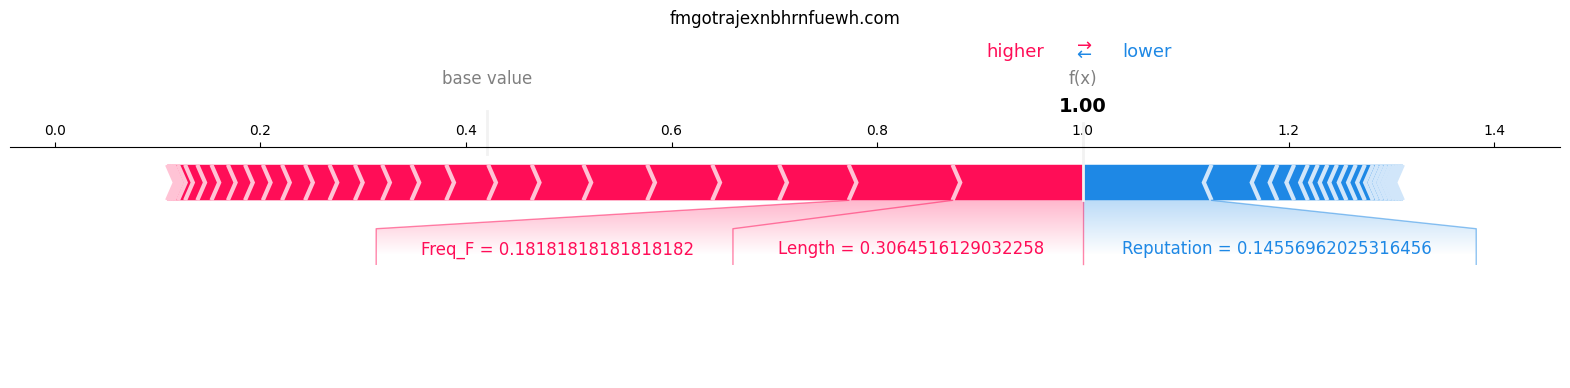 fmgotrajexnbhrnfuewh.com
higher → ← lower
base value f(x)
1.00
0.0 0.2 0.4 0.6 0.8 1.0 1.2 1.4
Freq_F = 0.18181818181818182 Length = 0.3064516129032258 Reputation = 0.14556962025316456